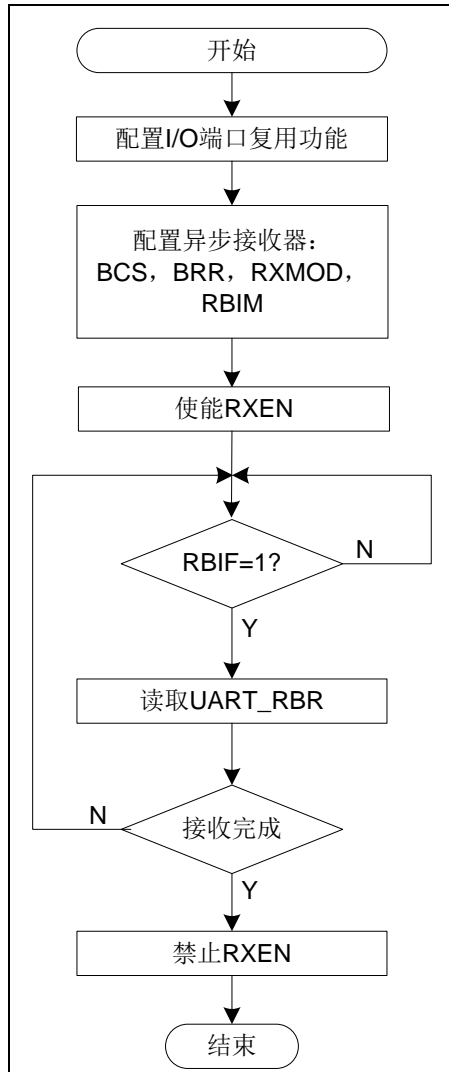 开始
配置I/O端口复用功能
配置异步接收器：
BCS，BRR，RXMOD，
RBIM
使能RXEN
RBIF=1?
N
Y
读取UART_RBR
N
接收完成
Y
禁止RXEN
结束